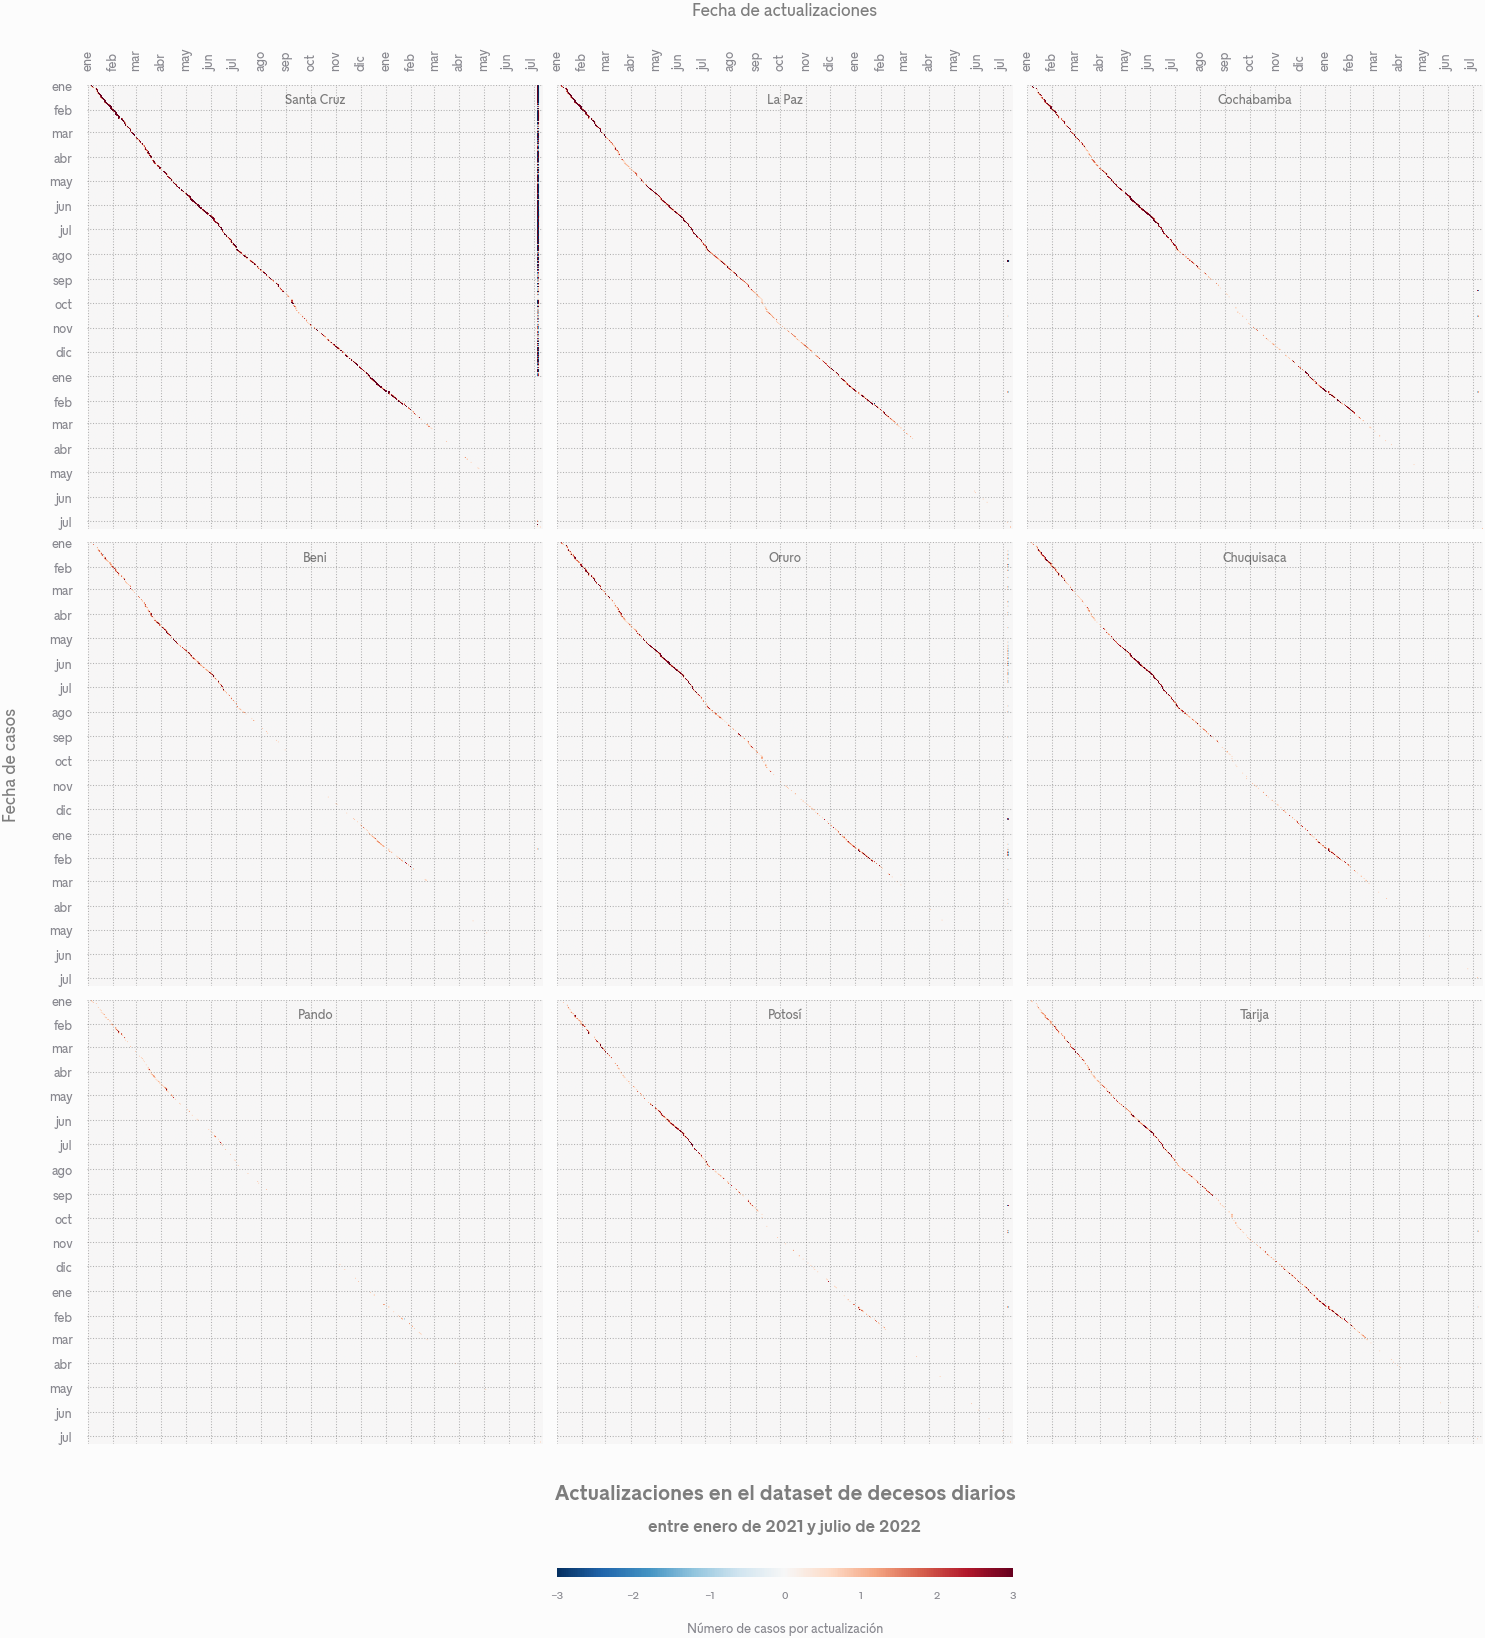 Fecha de actualizaciones
ene feb mar abr may jun jul ago sep oct nov dic ene feb mar abr may jun jul
ene feb mar abr may jun jul ago sep oct nov dic ene feb mar abr may jun jul
ene feb mar abr may jun jul ago sep oct nov dic ene feb mar abr may jun jul
Fecha de casos
Santa Cruz
La Paz
Cochabamba
ene
feb
mar
abr
may
jun
jul
ago
sep
oct
nov
dic
ene
feb
mar
abr
may
jun
jul
Beni
Oruro
Chuquisaca
ene
feb
mar
abr
may
jun
jul
ago
sep
oct
nov
dic
ene
feb
mar
abr
may
jun
jul
Pando
Potosí
Tarija
ene
feb
mar
abr
may
jun
jul
ago
sep
oct
nov
dic
ene
feb
mar
abr
may
jun
jul
Actualizaciones en el dataset de decesos diarios
entre enero de 2021 y julio de 2022
−3 −2 −1 0 1 2 3
Número de casos por actualización